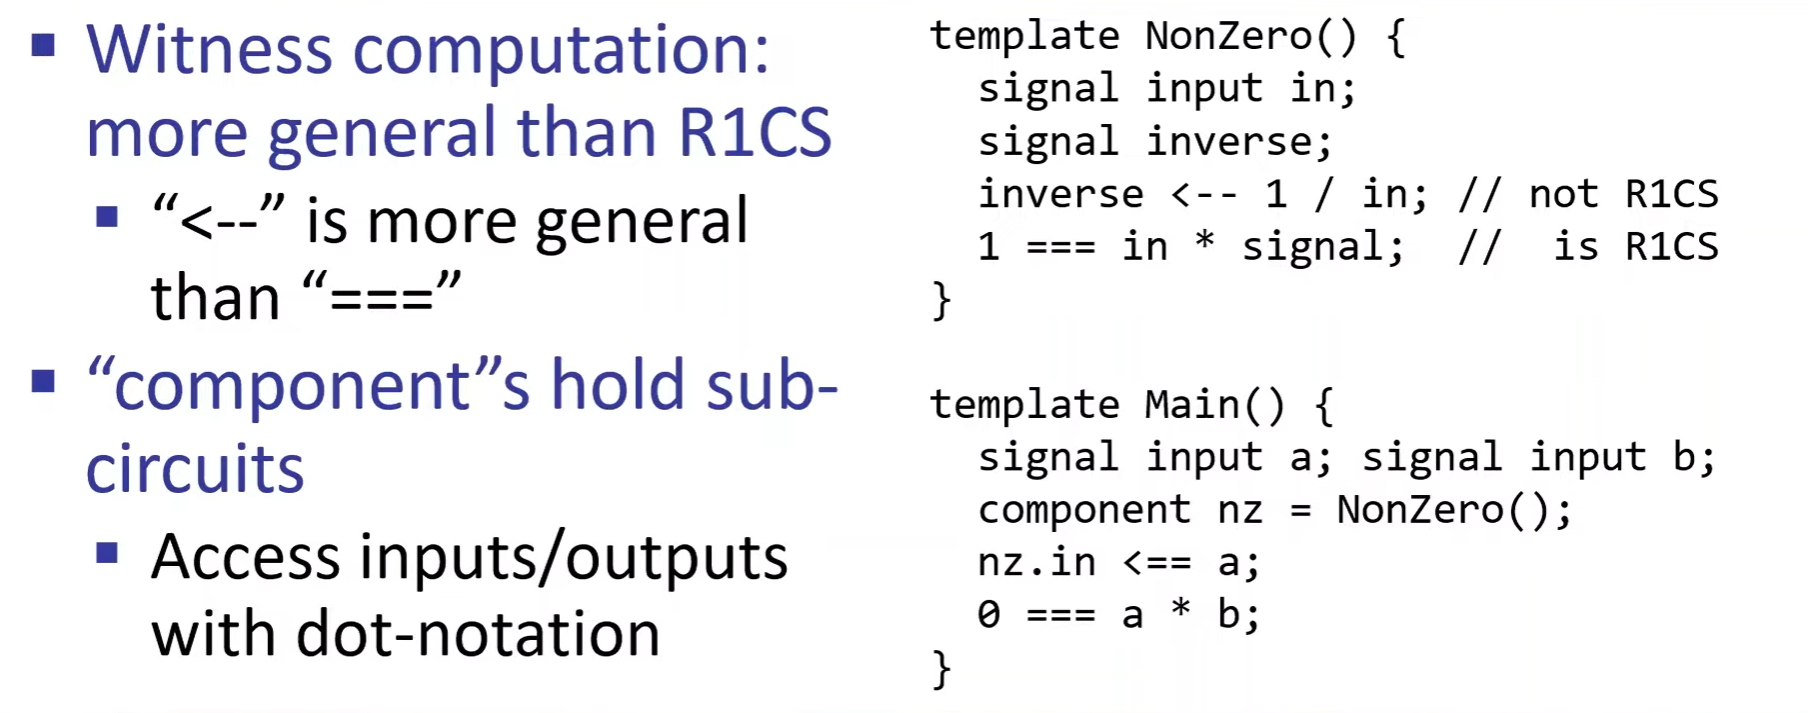 Witness computation:
more general than R1CS
“<--” is more general
than “===”
“component”s hold sub-
circuits
Access inputs/outputs
with dot-notation
template NonZero() {
signal input in;
signal inverse;
inverse <-- 1 / in; // not R1CS
1 === in * signal; // is R1CS
}
template Main() {
signal input a; signal input b;
component nz = NonZero();
nz.in <== a;
0 === a * b;
}